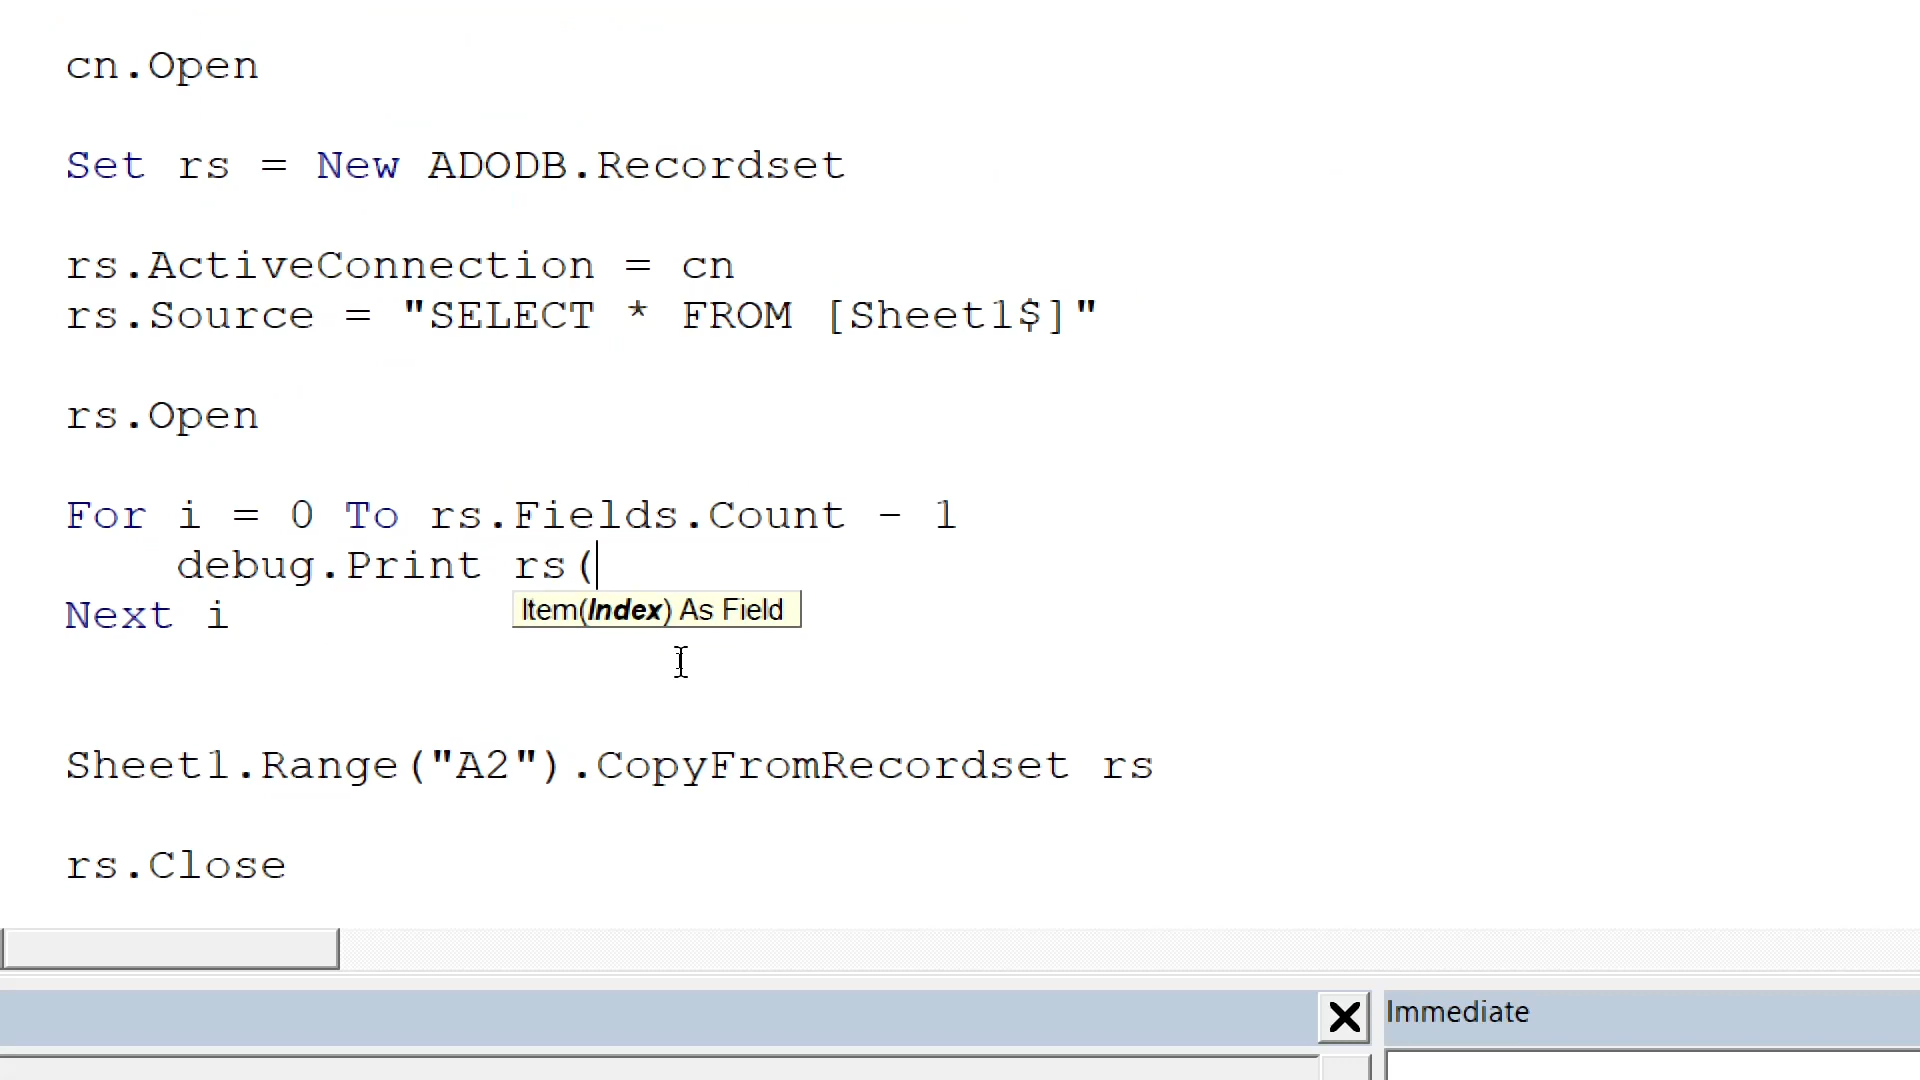 cn.Open
Set rs = New ADODB.Recordset
rs.ActiveConnection = cn
rs.Source = "SELECT * FROM [Sheet1$]"
rs.Open
For i = 0 To rs.Fields.Count - 1
debug.Print rs(
Item(Index) As Field
Next i
Sheet1.Range("A2").CopyFromRecordset rs
rs.Close
Immediate